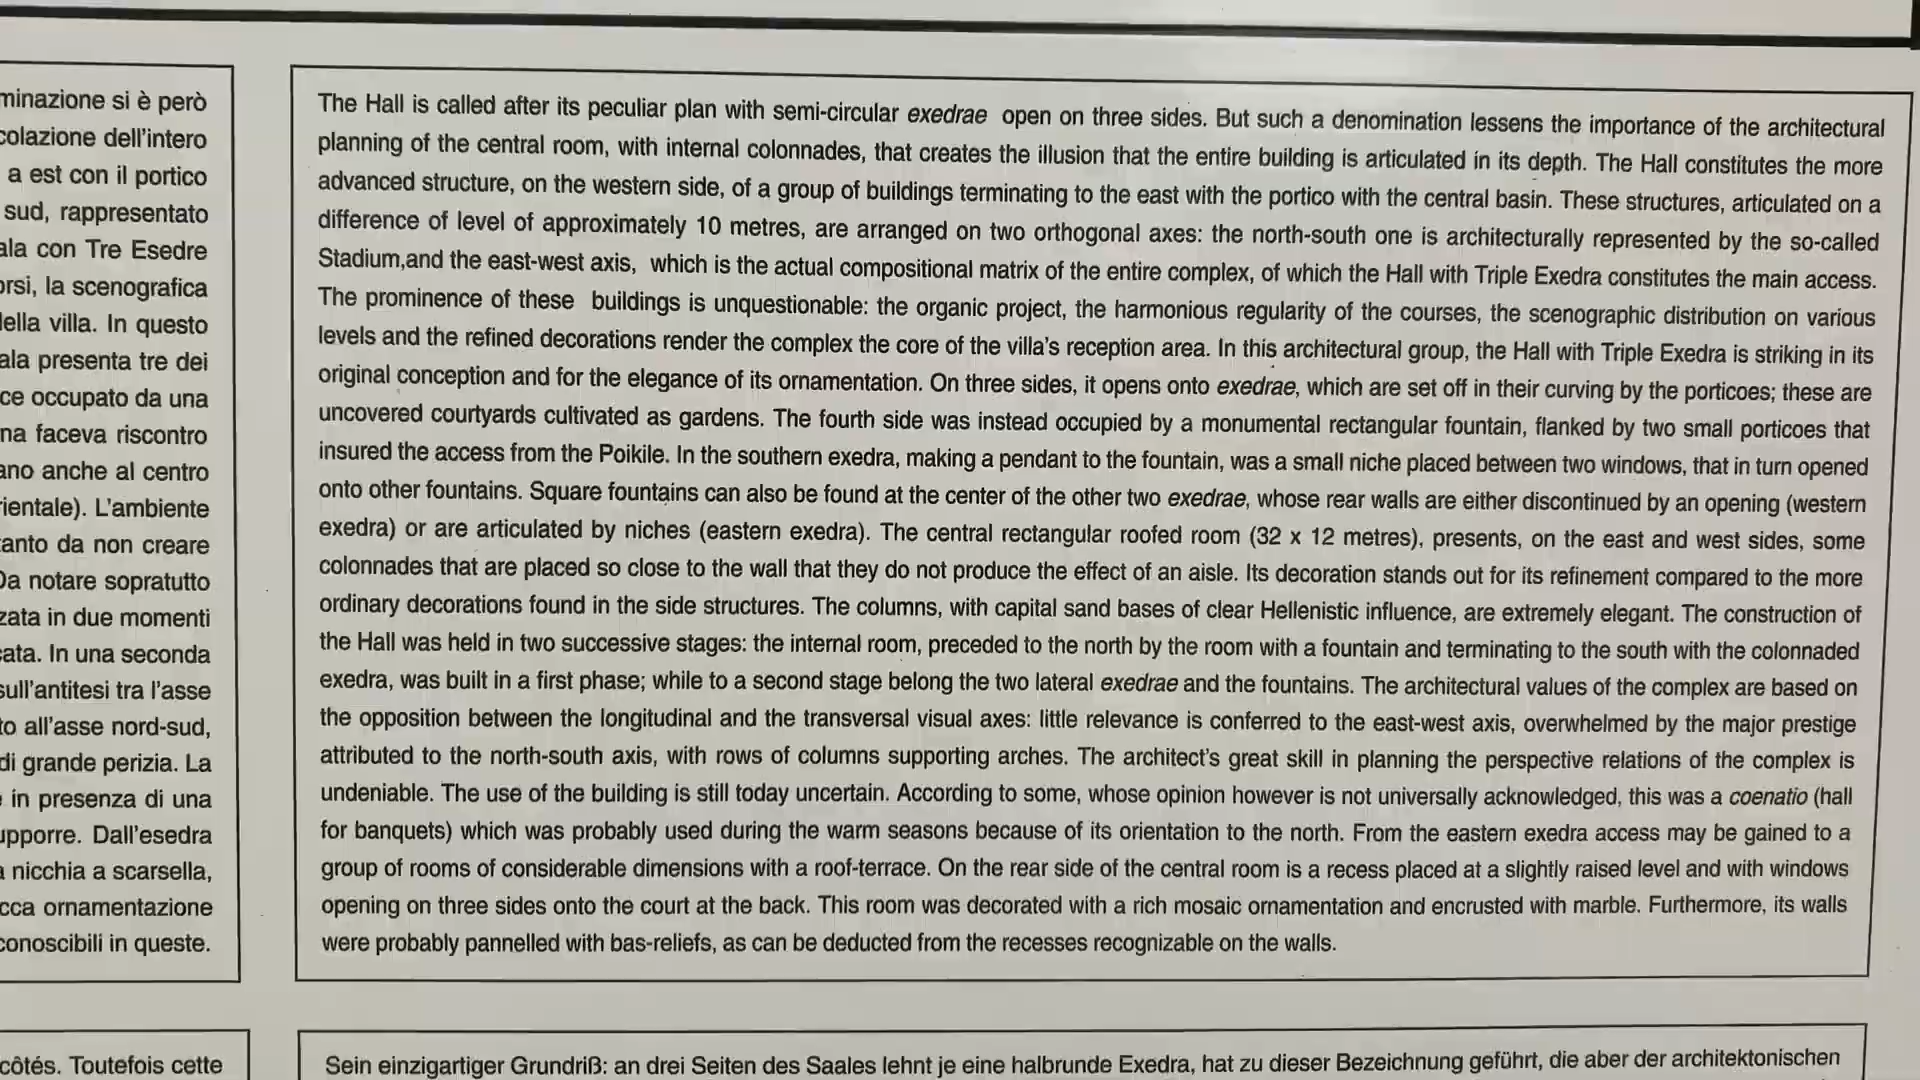 minazione si è però
colazione dell'intero
a est con il portico
sud, rappresentato
ala con Tre Esedre
orsi, la scenografica
della villa. In questo
ala presenta tre dei
ce occupato da una
na faceva riscontro
ano anche al centro
rientale). L'ambiente
tanto da non creare
Da notare sopratutto
zzata in due momenti
cata. In una seconda
sull'antitesi tra l'asse
to all'asse nord-sud,
di grande perizia. La
in presenza di una
upporre. Dall'esedra
nicchia a scarsella,
cca ornamentazione
conoscibili in queste.
The Hall is called after its peculiar plan with semi-circular exedrae open on three sides. But such a denomination lessens the importance of the architectural
planning of the central room, with internal colonnades, that creates the illusion that the entire building is articulated in its depth. The Hall constitutes the more
advanced structure, on the western side, of a group of buildings terminating to the east with the portico with the central basin. These structures, articulated on a
difference of level of approximately 10 metres, are arranged on two orthogonal axes: the north-south one is architecturally represented by the so-called
Stadium,and the east-west axis, which is the actual compositional matrix of the entire complex, of which the Hall with Triple Exedra constitutes the main access.
The prominence of these buildings is unquestionable: the organic project, the harmonious regularity of the courses, the scenographic distribution on various
levels and the refined decorations render the complex the core of the villa's reception area. In this architectural group, the Hall with Triple Exedra is striking in its
original conception and for the elegance of its ornamentation. On three sides, it opens onto exedrae, which are set off in their curving by the porticoes; these are
uncovered courtyards cultivated as gardens. The fourth side was instead occupied by a monumental rectangular fountain, flanked by two small porticoes that
insured the access from the Poikile. In the southern exedra, making a pendant to the fountain, was a small niche placed between two windows, that in turn opened
onto other fountains. Square fountains can also be found at the center of the other two exedrae, whose rear walls are either discontinued by an opening (western
exedra) or are articulated by niches (eastern exedra). The central rectangular roofed room (32 x 12 metres), presents, on the east and west sides, some
colonnades that are placed so close to the wall that they do not produce the effect of an aisle. Its decoration stands out for its refinement compared to the more
ordinary decorations found in the side structures. The columns, with capital sand bases of clear Hellenistic influence, are extremely elegant. The construction of
the Hall was held in two successive stages: the internal room, preceded to the north by the room with a fountain and terminating to the south with the colonnaded
exedra, was built in a first phase; while to a second stage belong the two lateral exedrae and the fountains. The architectural values of the complex are based on
the opposition between the longitudinal and the transversal visual axes: little relevance is conferred to the east-west axis, overwhelmed by the major prestige
attributed to the north-south axis, with rows of columns supporting arches. The architect's great skill in planning the perspective relations of the complex is
undeniable. The use of the building is still today uncertain. According to some, whose opinion however is not universally acknowledged, this was a coenatio (hall
for banquets) which was probably used during the warm seasons because of its orientation to the north. From the eastern exedra access may be gained to a
group of rooms of considerable dimensions with a roof-terrace. On the rear side of the central room is a recess placed at a slightly raised level and with windows
opening on three sides onto the court at the back. This room was decorated with a rich mosaic ornamentation and encrusted with marble. Furthermore, its walls
were probably pannelled with bas-reliefs, as can be deducted from the recesses recognizable on the walls.
côtés. Toutefois cette
Sein einzigartiger Grundriß: an drei Seiten des Saales lehnt je eine halbrunde Exedra, hat zu dieser Bezeichnung geführt, die aber der architektonischen